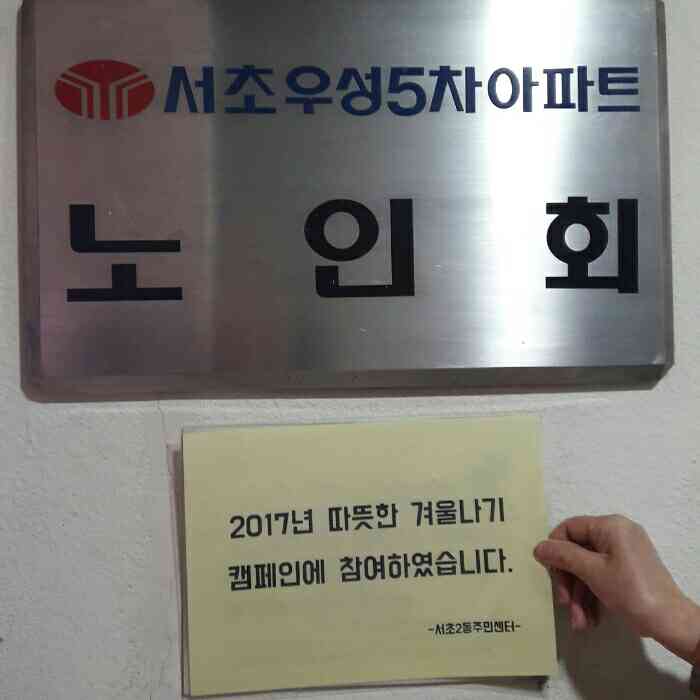 서초우성5차아파트
노인회
2017년 따뜻한 겨울나기
캠페인에 참여하였습니다.
-서초2동주민센터-